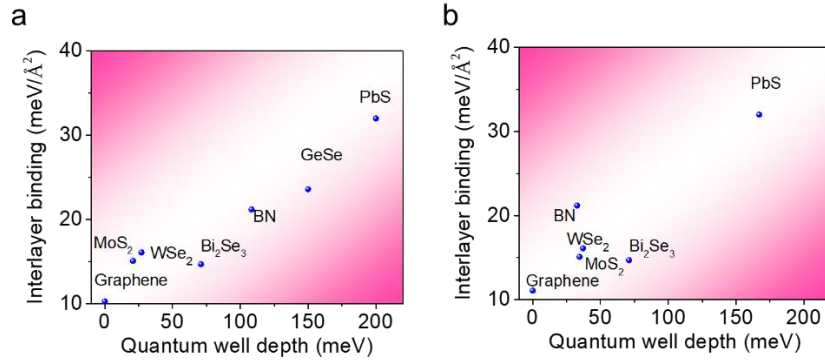 a
Interlayer binding (meV/Å²)
40
30
20
10
PbS
GeSe
BN
MoS₂
WSe₂
Bi₂Se₃
Graphene
0 50 100 150 200
Quantum well depth (meV)
b
Interlayer binding (meV/Å²)
40
30
20
10
PbS
BN
WSe₂
Bi₂Se₃
MoS₂
Graphene
0 50 100 150 200
Quantum well depth (meV)